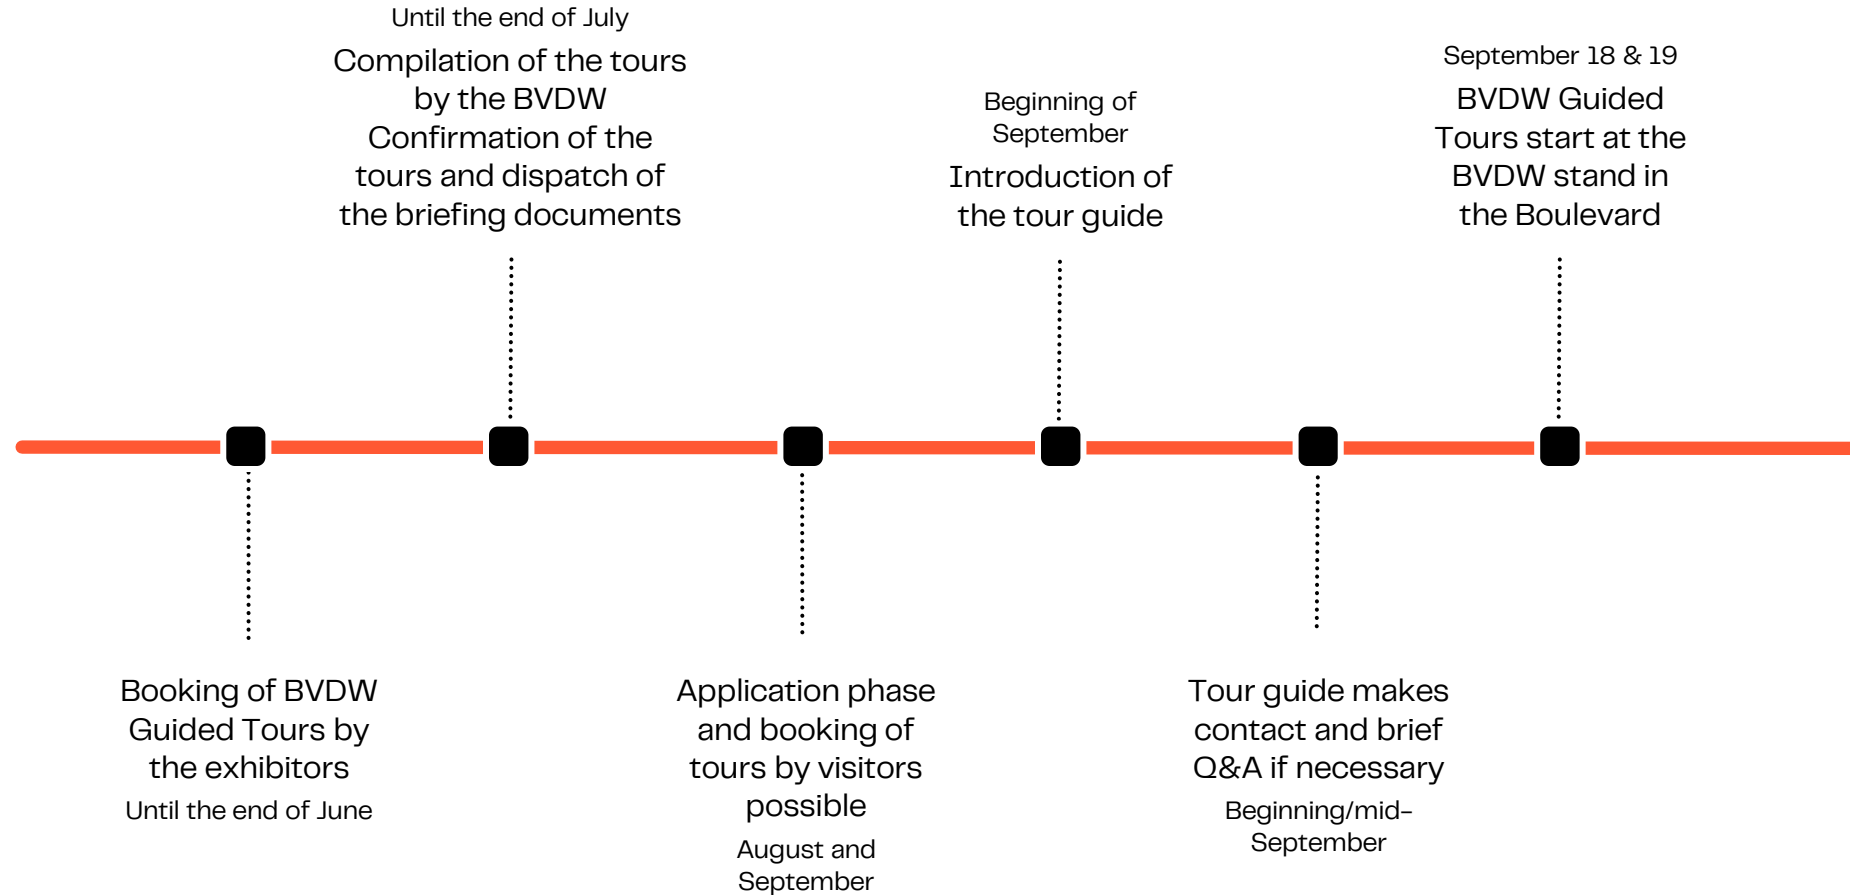 Until the end of July
Compilation of the tours
by the BVDW
Confirmation of the
tours and dispatch of
the briefing documents
Beginning of
September
Introduction of
the tour guide
September 18 & 19
BVDW Guided
Tours start at the
BVDW stand in
the Boulevard
Booking of BVDW
Guided Tours by
the exhibitors
Until the end of June
Application phase
and booking of
tours by visitors
possible
August and
September
Tour guide makes
contact and brief
Q&A if necessary
Beginning/mid-
September